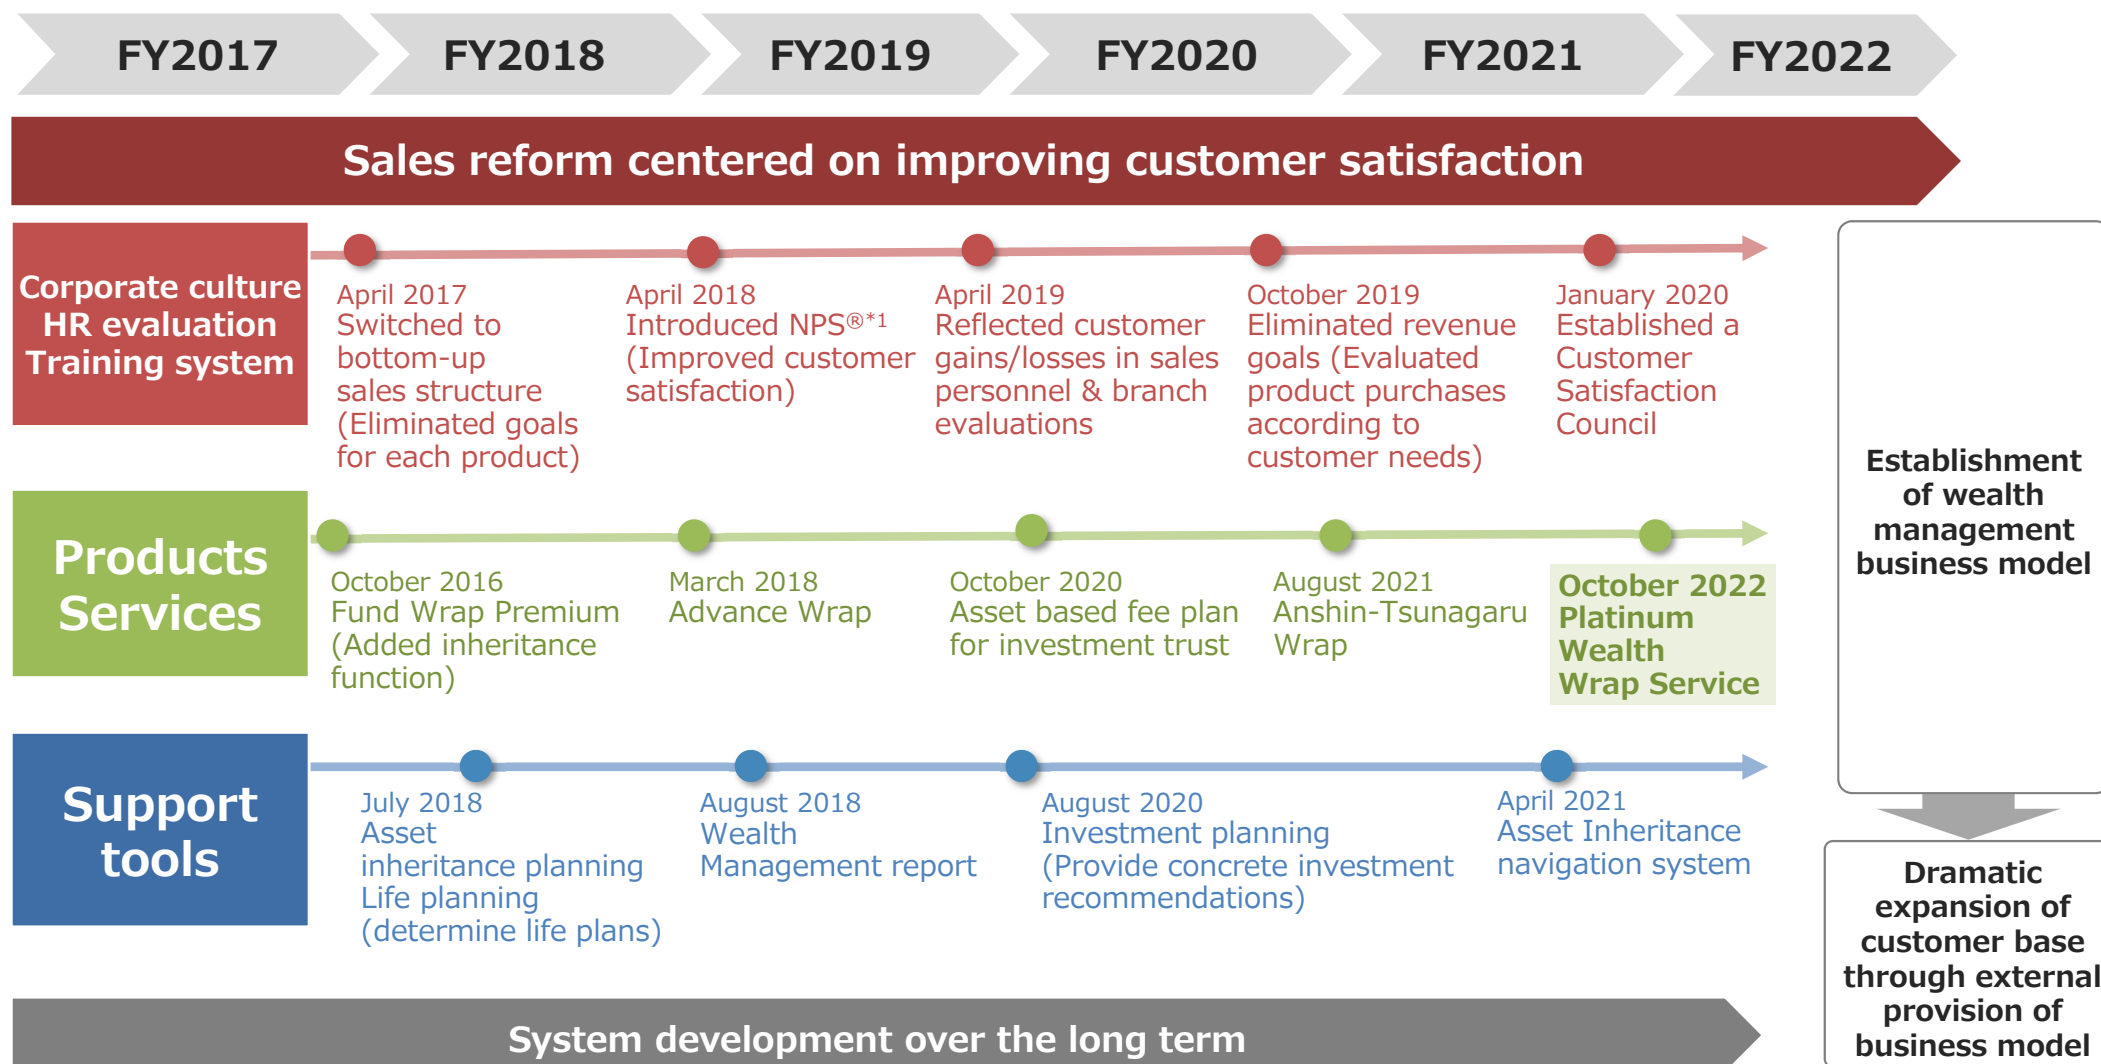 FY2017
FY2018
FY2019
FY2020
FY2021
FY2022
Sales reform centered on improving customer satisfaction
Corporate culture
HR evaluation
Training system
April 2017
Switched to
bottom-up
sales structure
(Eliminated goals
for each product)
April 2018
Introduced NPS®*1
(Improved customer
satisfaction)
April 2019
Reflected customer
gains/losses in sales
personnel & branch
evaluations
October 2019
Eliminated revenue
goals (Evaluated
product purchases
according to
customer needs)
January 2020
Established a
Customer
Satisfaction
Council
Products
Services
October 2016
Fund Wrap Premium
(Added inheritance
function)
March 2018
Advance Wrap
October 2020
Asset based fee plan
for investment trust
August 2021
Anshin-Tsunagaru
Wrap
October 2022
Platinum
Wealth
Wrap Service
Support
tools
July 2018
Asset
inheritance planning
Life planning
(determine life plans)
August 2018
Wealth
Management report
August 2020
Investment planning
(Provide concrete investment
recommendations)
April 2021
Asset Inheritance
navigation system
System development over the long term
Establishment
of wealth
management
business model
Dramatic
expansion of
customer base
through external
provision of
business model